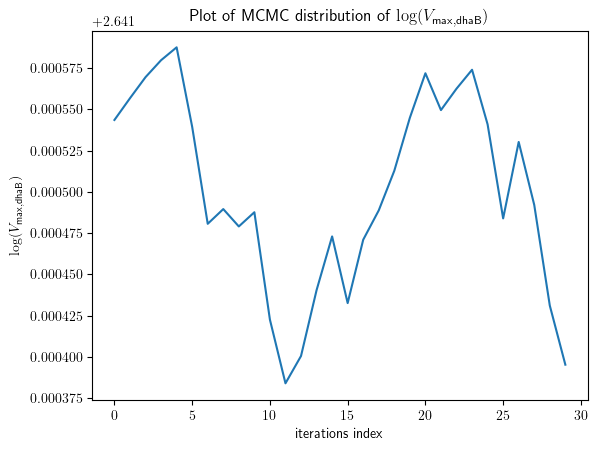 Plot of MCMC distribution of log(V_max,dhaB)
+2.641
0.000575
0.000550
0.000525
0.000500
0.000475
0.000450
0.000425
0.000400
0.000375
log(V_max,dhaB)
0 5 10 15 20 25 30
iterations index